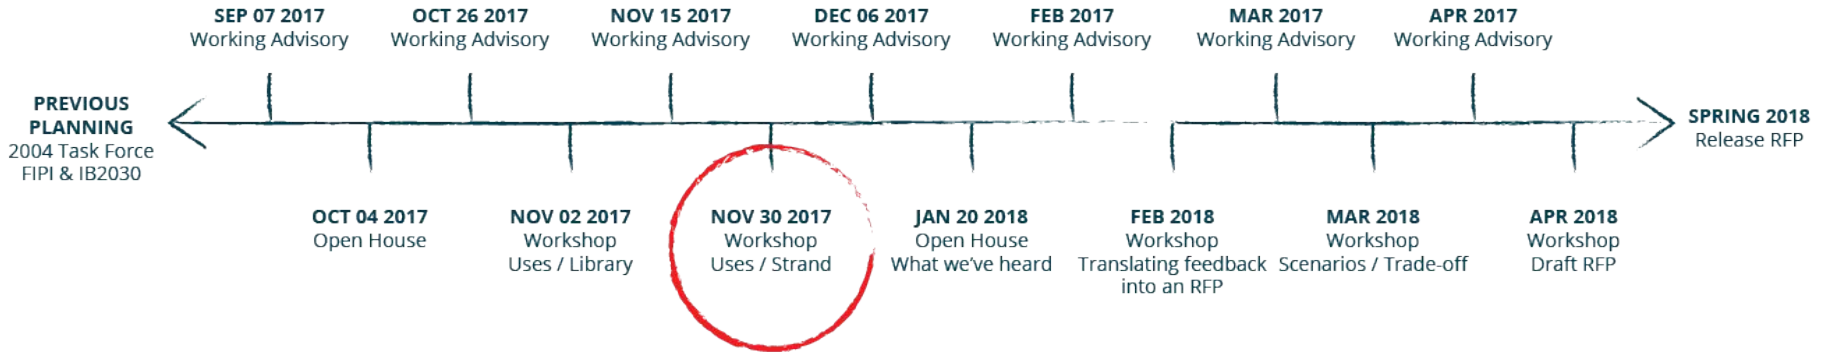 SEP 07 2017
Working Advisory
OCT 26 2017
Working Advisory
NOV 15 2017
Working Advisory
DEC 06 2017
Working Advisory
FEB 2017
Working Advisory
MAR 2017
Working Advisory
APR 2017
Working Advisory
PREVIOUS
PLANNING
2004 Task Force
FIPI & IB2030
SPRING 2018
Release RFP
OCT 04 2017
Open House
NOV 02 2017
Workshop
Uses / Library
NOV 30 2017
Workshop
Uses / Strand
JAN 20 2018
Open House
What we've heard
FEB 2018
Workshop
Translating feedback
into an RFP
MAR 2018
Workshop
Scenarios / Trade-off
APR 2018
Workshop
Draft RFP